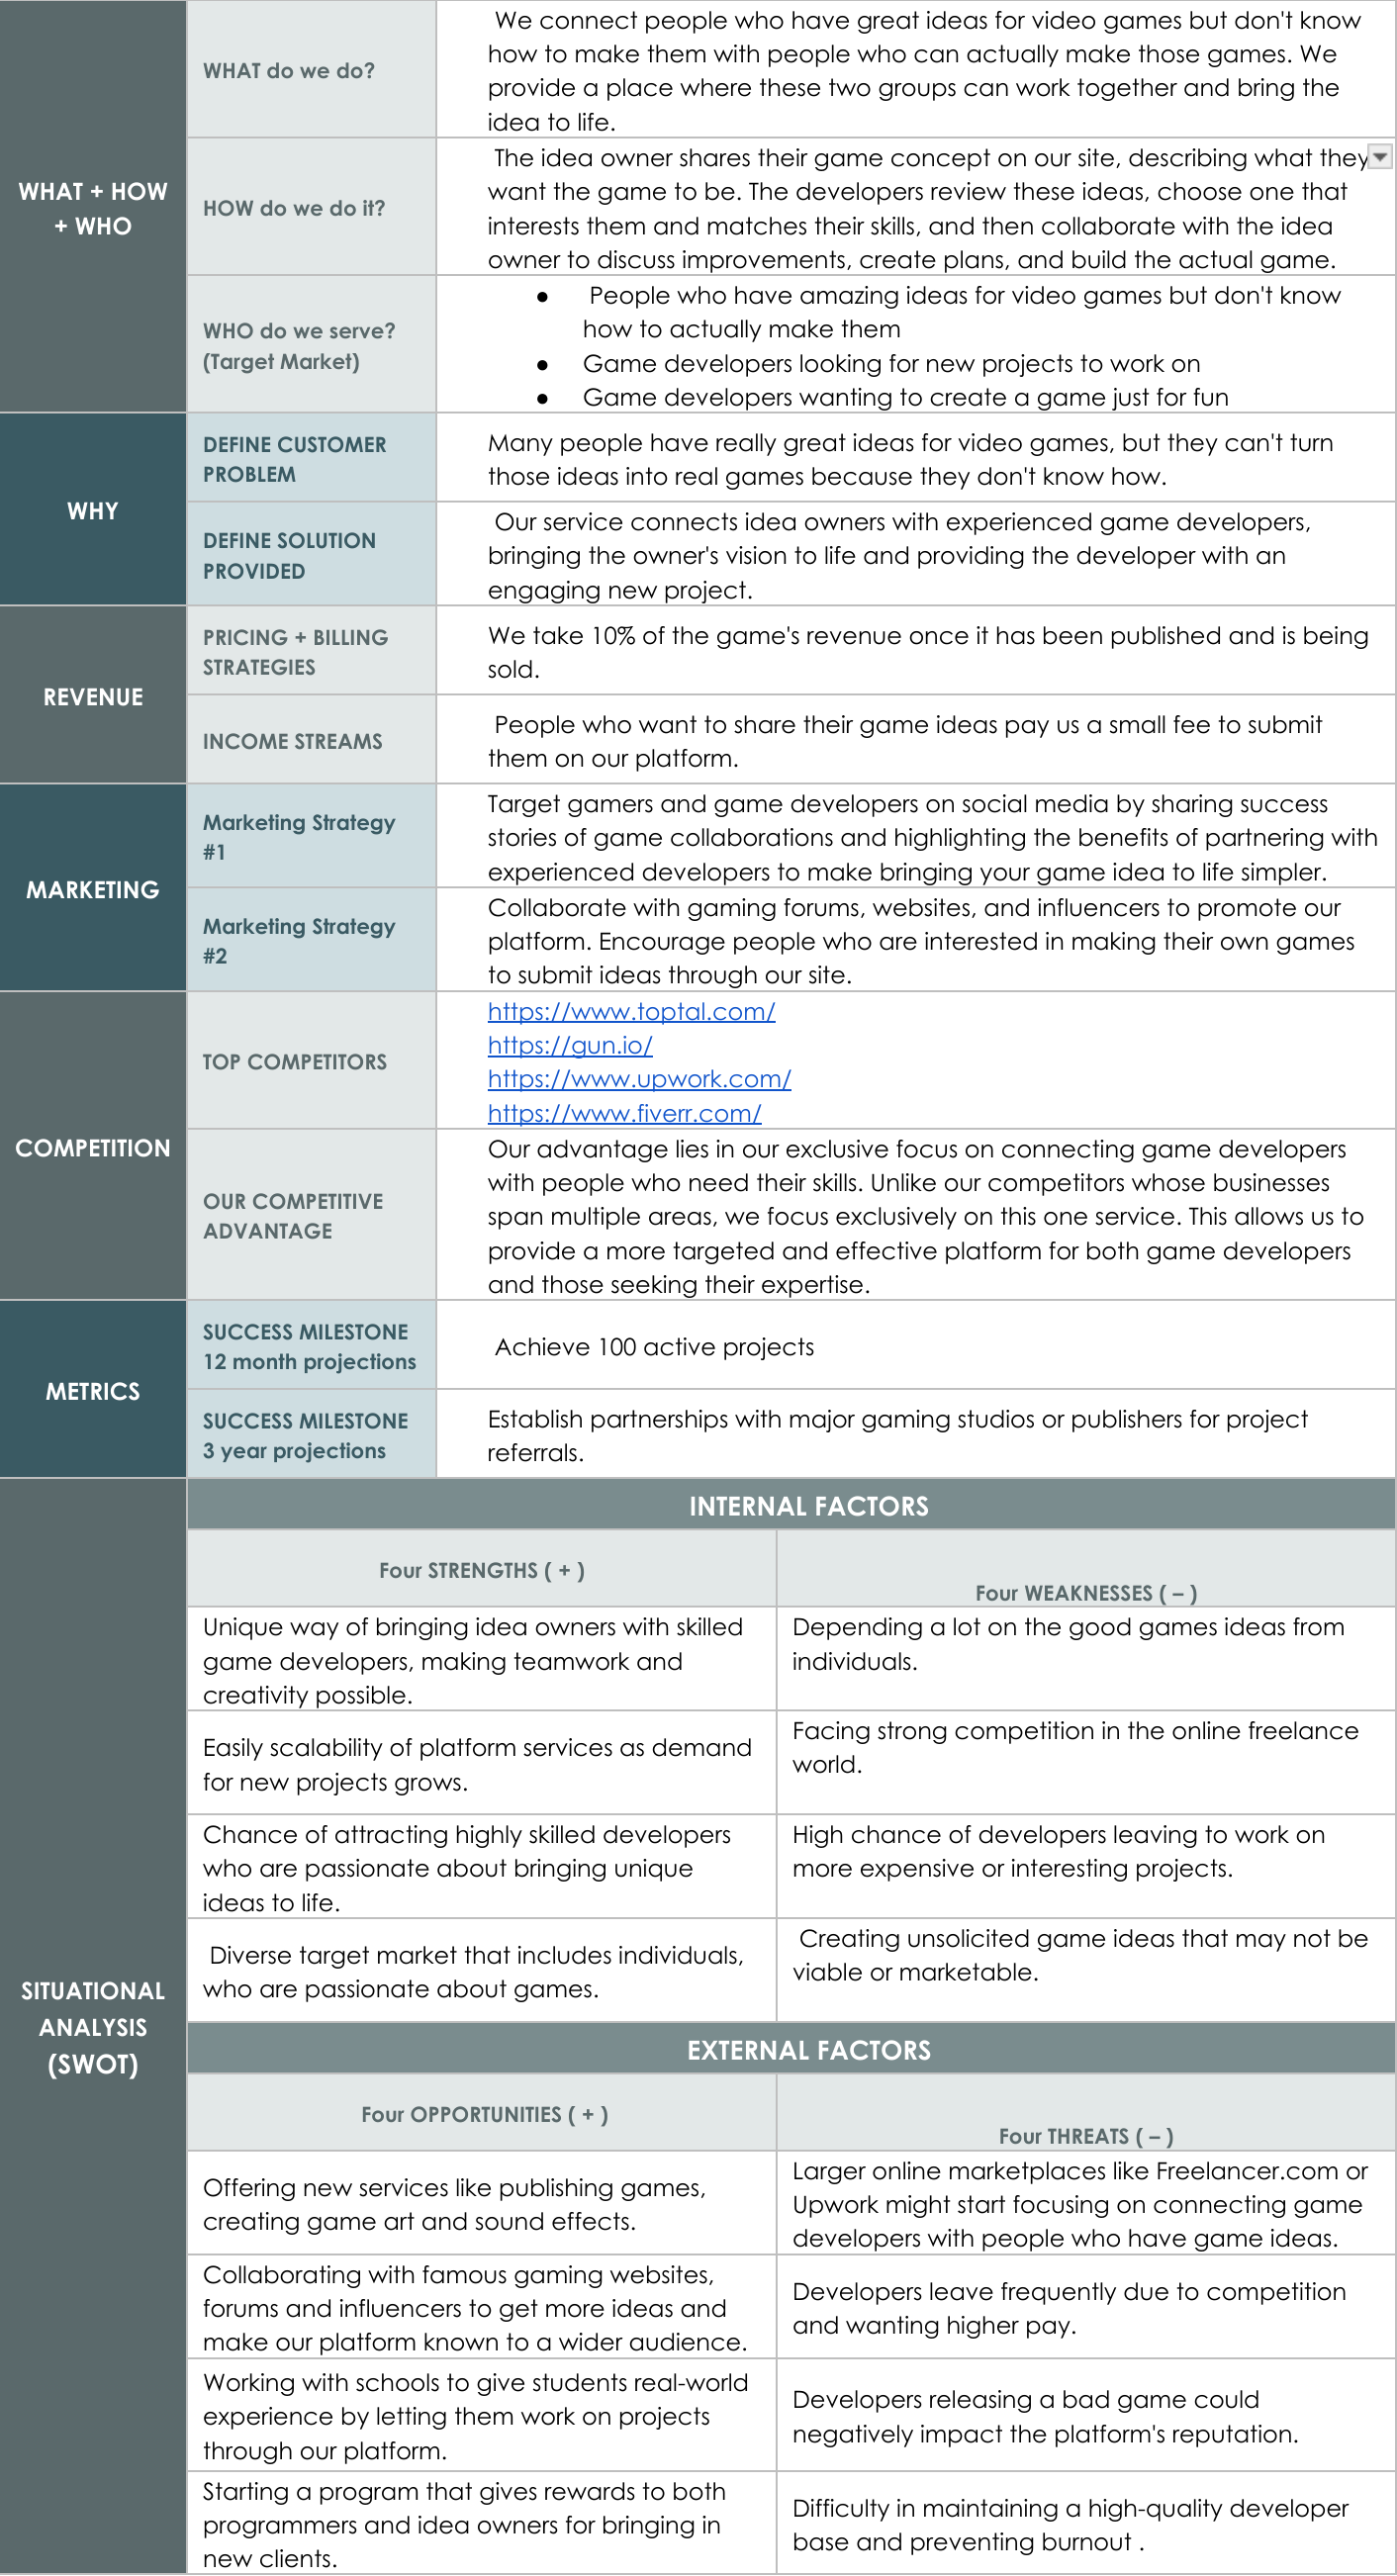 WHAT + HOW
+ WHO
WHAT do we do?
We connect people who have great ideas for video games but don't know
how to make them with people who can actually make those games. We
provide a place where these two groups can work together and bring the
idea to life.
HOW do we do it?
The idea owner shares their game concept on our site, describing what they
want the game to be. The developers review these ideas, choose one that
interests them and matches their skills, and then collaborate with the idea
owner to discuss improvements, create plans, and build the actual game.
WHO do we serve?
(Target Market)
● People who have amazing ideas for video games but don't know
how to actually make them
● Game developers looking for new projects to work on
● Game developers wanting to create a game just for fun
WHY
DEFINE CUSTOMER
PROBLEM
Many people have really great ideas for video games, but they can't turn
those ideas into real games because they don't know how.
DEFINE SOLUTION
PROVIDED
Our service connects idea owners with experienced game developers,
bringing the owner's vision to life and providing the developer with an
engaging new project.
REVENUE
PRICING + BILLING
STRATEGIES
We take 10% of the game's revenue once it has been published and is being
sold.
INCOME STREAMS
People who want to share their game ideas pay us a small fee to submit
them on our platform.
MARKETING
Marketing Strategy
#1
Target gamers and game developers on social media by sharing success
stories of game collaborations and highlighting the benefits of partnering with
experienced developers to make bringing your game idea to life simpler.
Marketing Strategy
#2
Collaborate with gaming forums, websites, and influencers to promote our
platform. Encourage people who are interested in making their own games
to submit ideas through our site.
COMPETITION
TOP COMPETITORS
https://www.toptal.com/
https://gun.io/
https://www.upwork.com/
https://www.fiverr.com/
OUR COMPETITIVE
ADVANTAGE
Our advantage lies in our exclusive focus on connecting game developers
with people who need their skills. Unlike our competitors whose businesses
span multiple areas, we focus exclusively on this one service. This allows us to
provide a more targeted and effective platform for both game developers
and those seeking their expertise.
METRICS
SUCCESS MILESTONE
12 month projections
Achieve 100 active projects
SUCCESS MILESTONE
3 year projections
Establish partnerships with major gaming studios or publishers for project
referrals.
SITUATIONAL
ANALYSIS
(SWOT)
INTERNAL FACTORS
Four STRENGTHS ( + )
Four WEAKNESSES ( – )
Unique way of bringing idea owners with skilled
game developers, making teamwork and
creativity possible.
Depending a lot on the good games ideas from
individuals.
Easily scalability of platform services as demand
for new projects grows.
Facing strong competition in the online freelance
world.
Chance of attracting highly skilled developers
who are passionate about bringing unique
ideas to life.
High chance of developers leaving to work on
more expensive or interesting projects.
Diverse target market that includes individuals,
who are passionate about games.
Creating unsolicited game ideas that may not be
viable or marketable.
EXTERNAL FACTORS
Four OPPORTUNITIES ( + )
Four THREATS ( – )
Offering new services like publishing games,
creating game art and sound effects.
Larger online marketplaces like Freelancer.com or
Upwork might start focusing on connecting game
developers with people who have game ideas.
Collaborating with famous gaming websites,
forums and influencers to get more ideas and
make our platform known to a wider audience.
Developers leave frequently due to competition
and wanting higher pay.
Working with schools to give students real-world
experience by letting them work on projects
through our platform.
Developers releasing a bad game could
negatively impact the platform's reputation.
Starting a program that gives rewards to both
programmers and idea owners for bringing in
new clients.
Difficulty in maintaining a high-quality developer
base and preventing burnout .